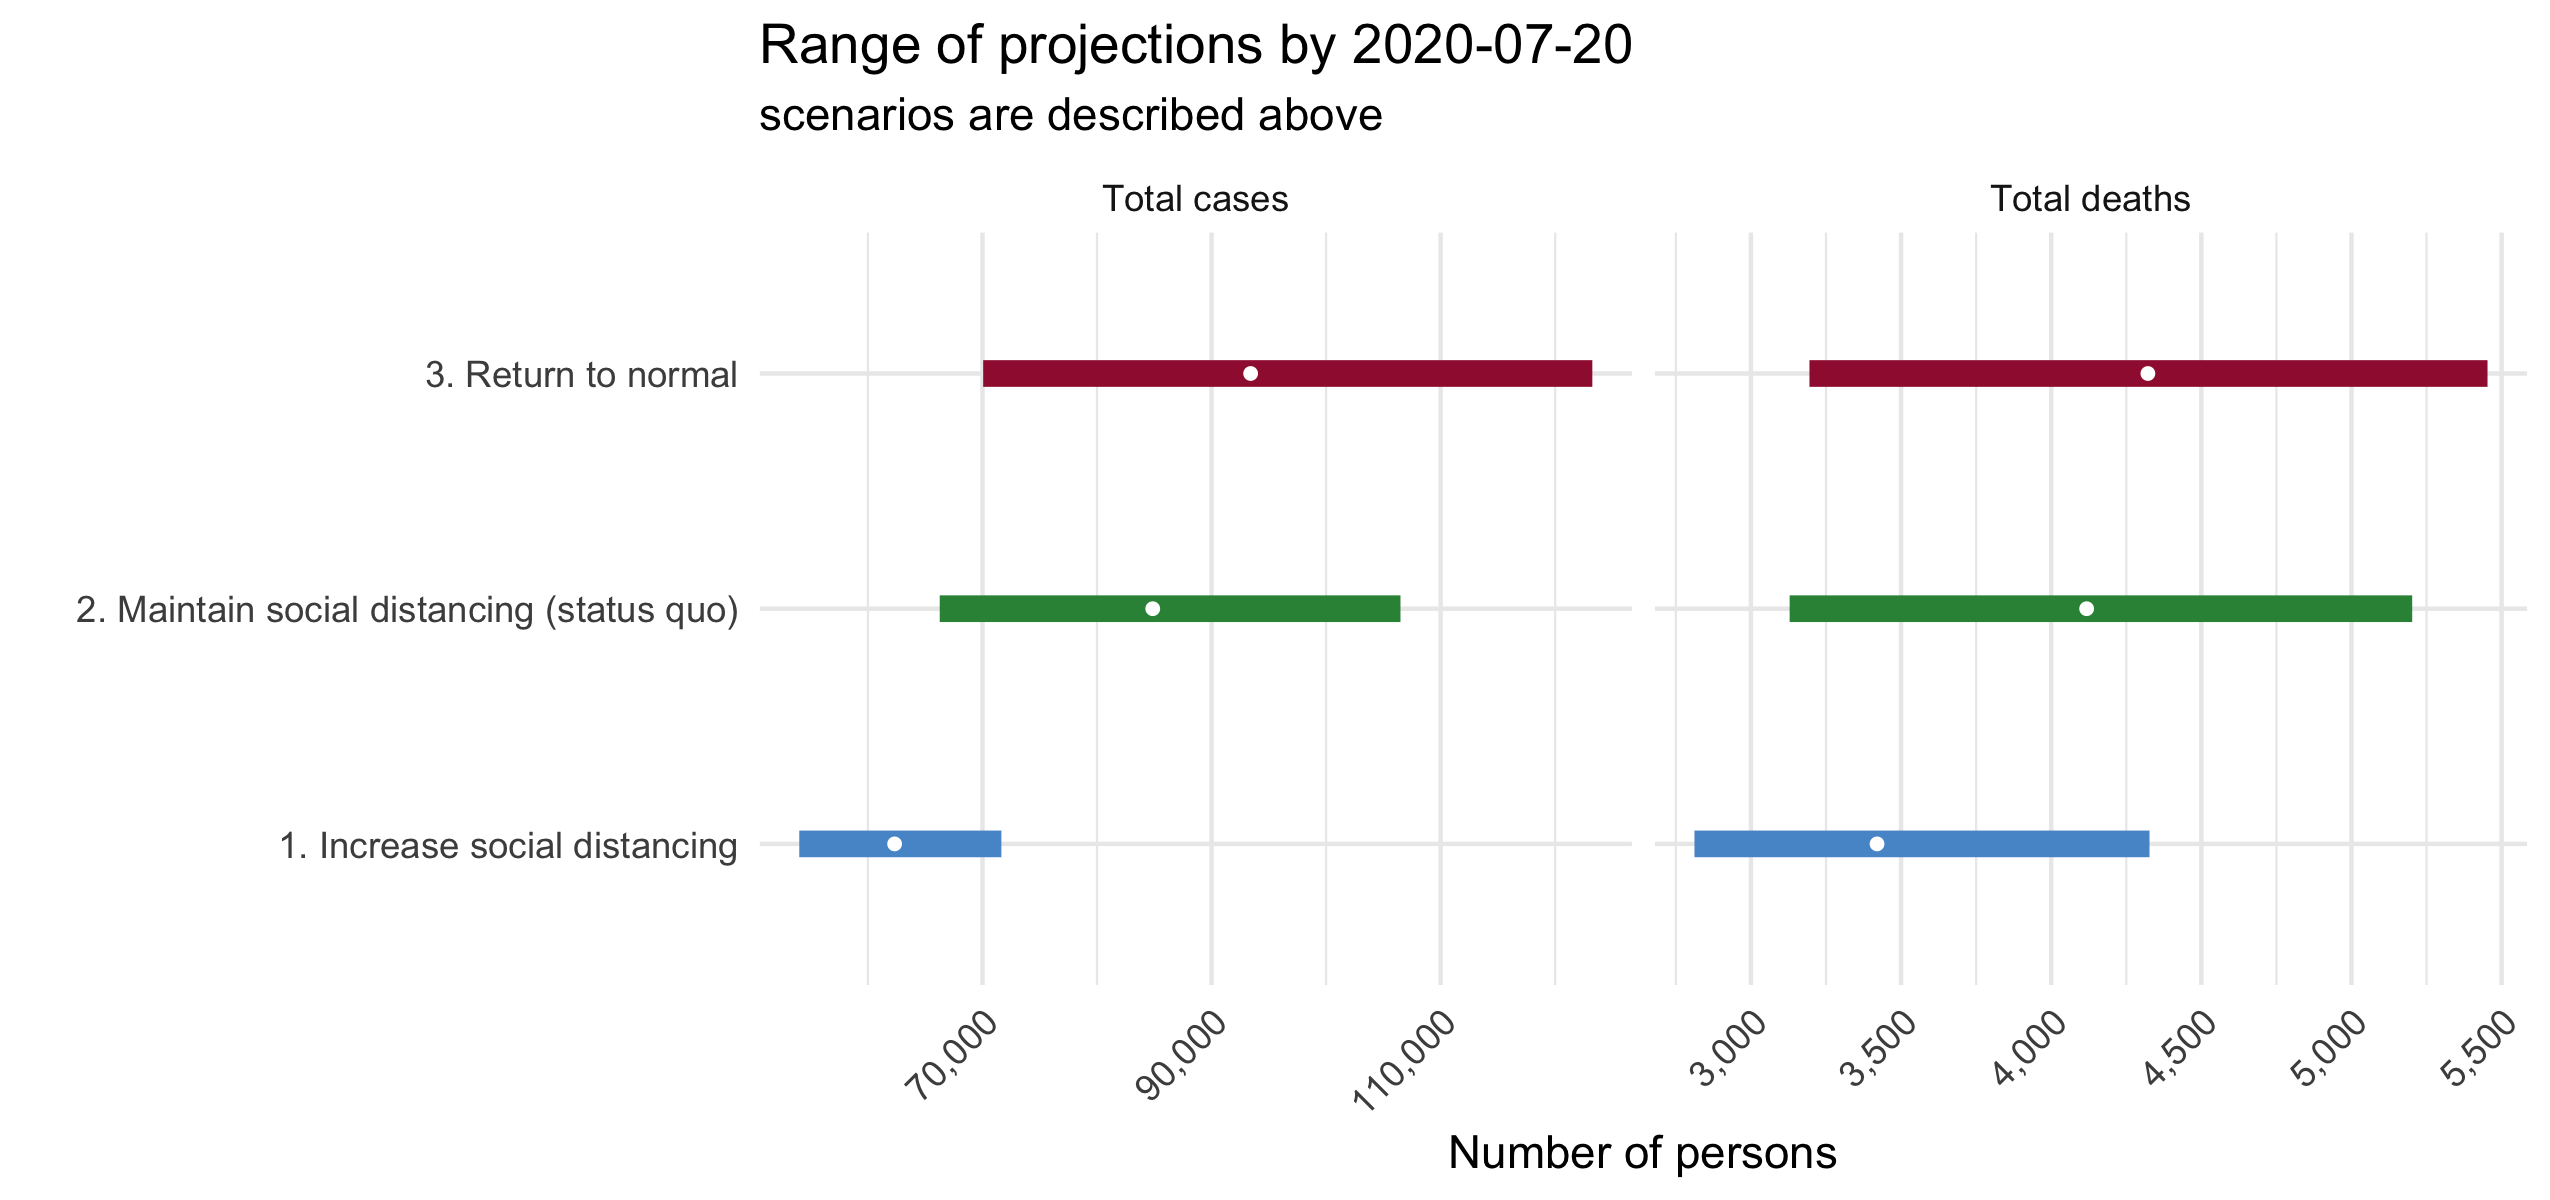 Range of projections by 2020-07-20
scenarios are described above
Total cases
Total deaths
3. Return to normal
2. Maintain social distancing (status quo)
1. Increase social distancing
70,000
90,000
110,000
3,000
3,500
4,000
4,500
5,000
5,500
Number of persons